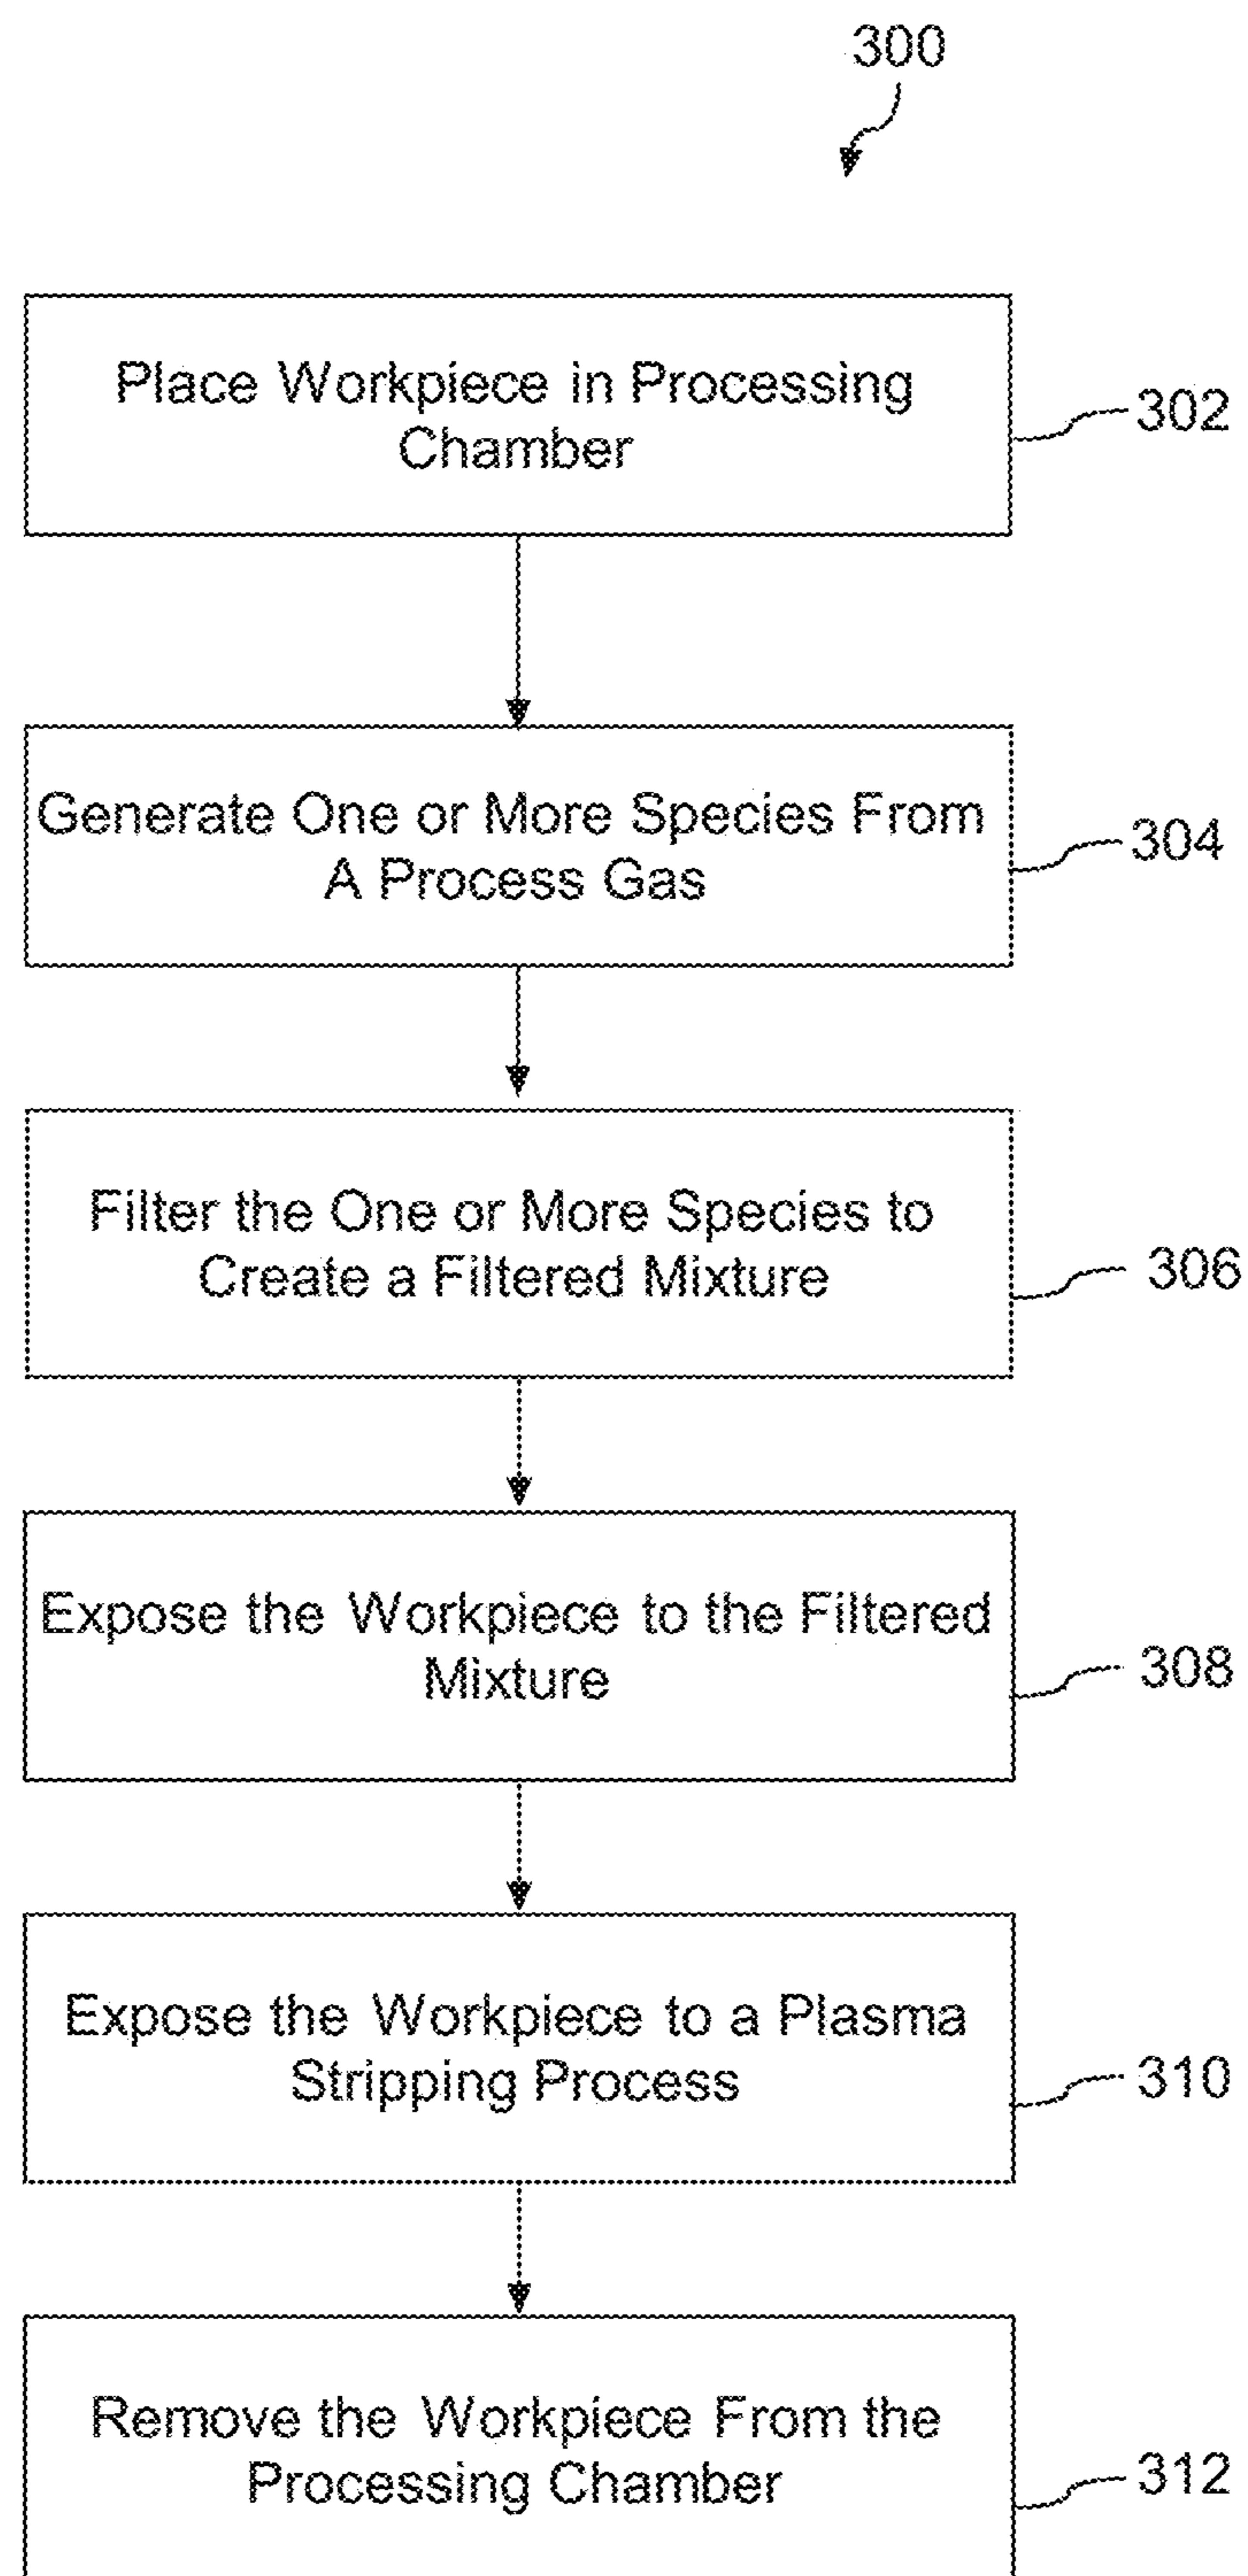 300
Place Workpiece in Processing
Chamber
302
Generate One or More Species From
A Process Gas
304
Filter the One or More Species to
Create a Filtered Mixture
306
Expose the Workpiece to the Filtered
Mixture
308
Expose the Workpiece to a Plasma
Stripping Process
310
Remove the Workpiece From the
Processing Chamber
312